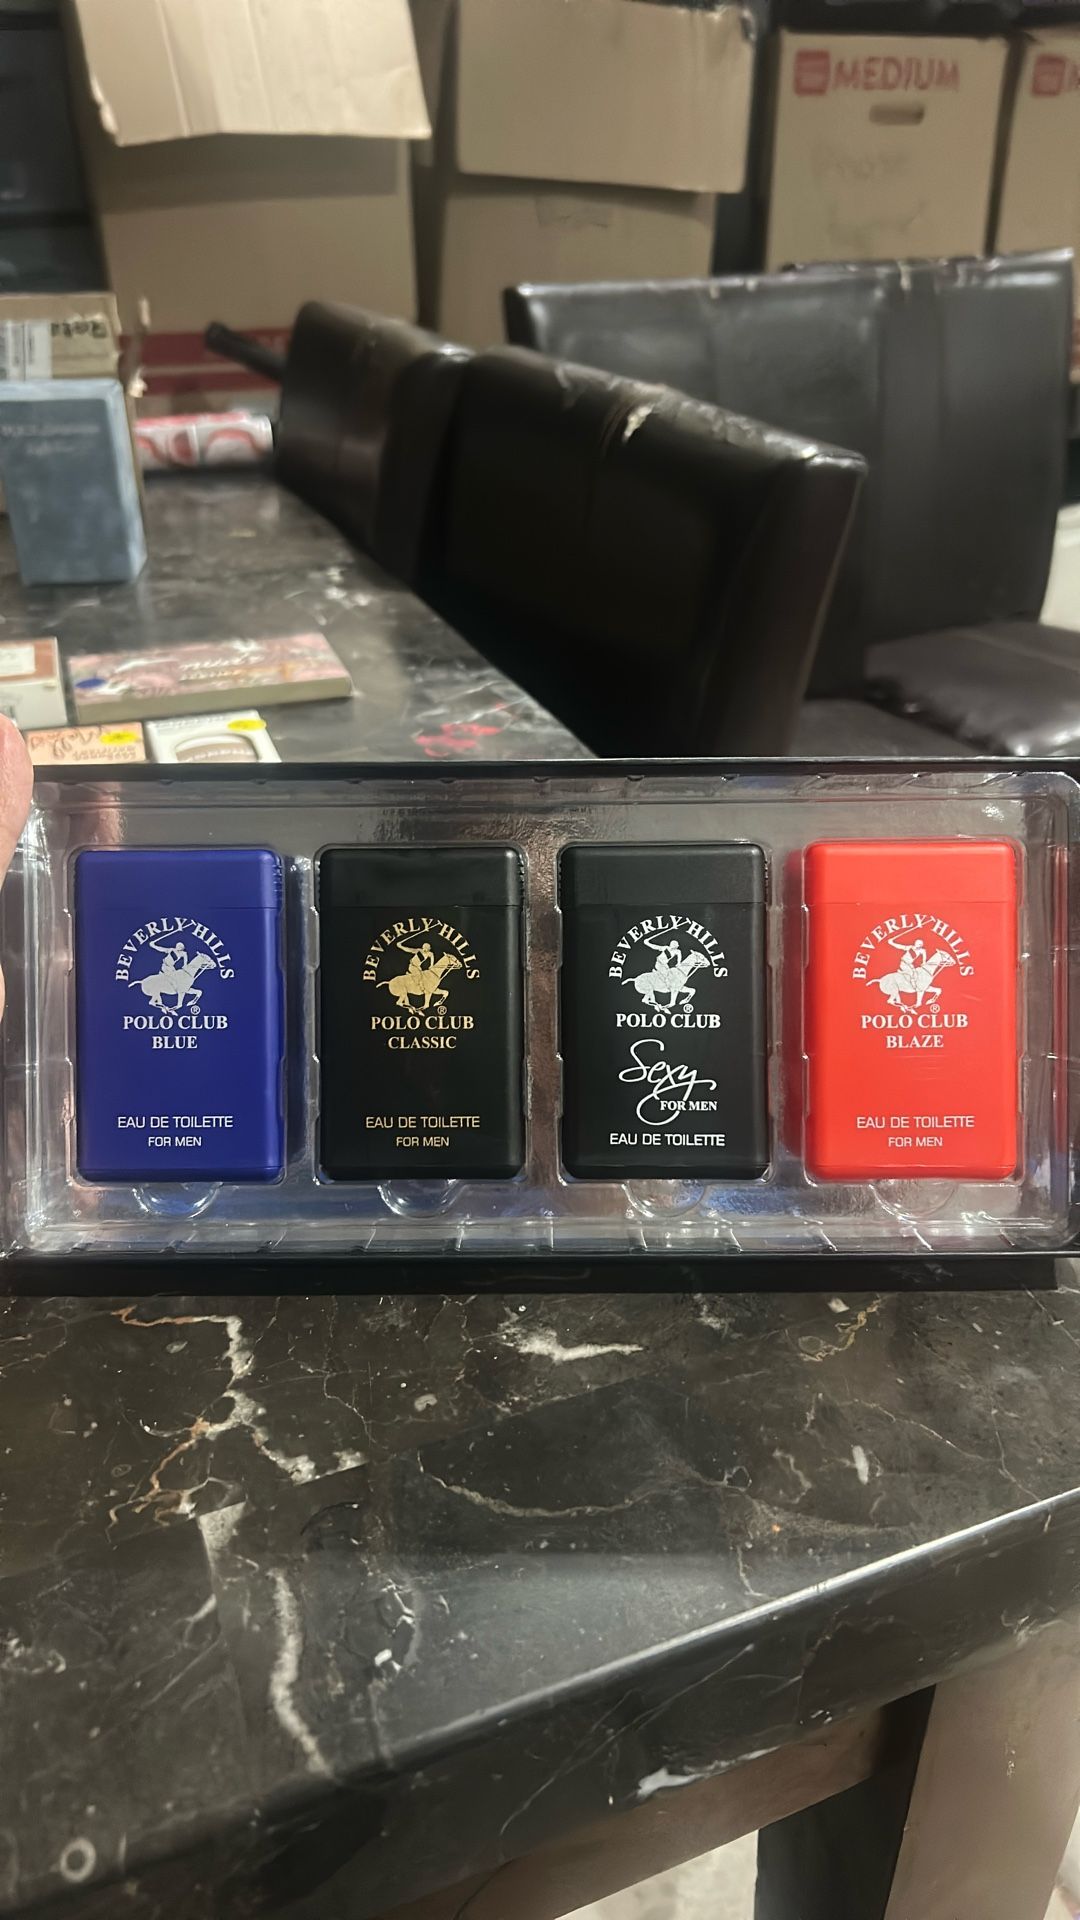 MEDIUM
BEVERLY HILLS
POLO CLUB
BLUE
EAU DE TOILETTE
FOR MEN
BEVERLY HILLS
®
POLO CLUB
CLASSIC
EAU DE TOILETTE
FOR MEN
BEVERLY HILLS
®
POLO CLUB
Sexy
FOR MEN
EAU DE TOILETTE
BEVERLY HILLS
®
POLO CLUB
BLAZE
EAU DE TOILETTE
FOR MEN